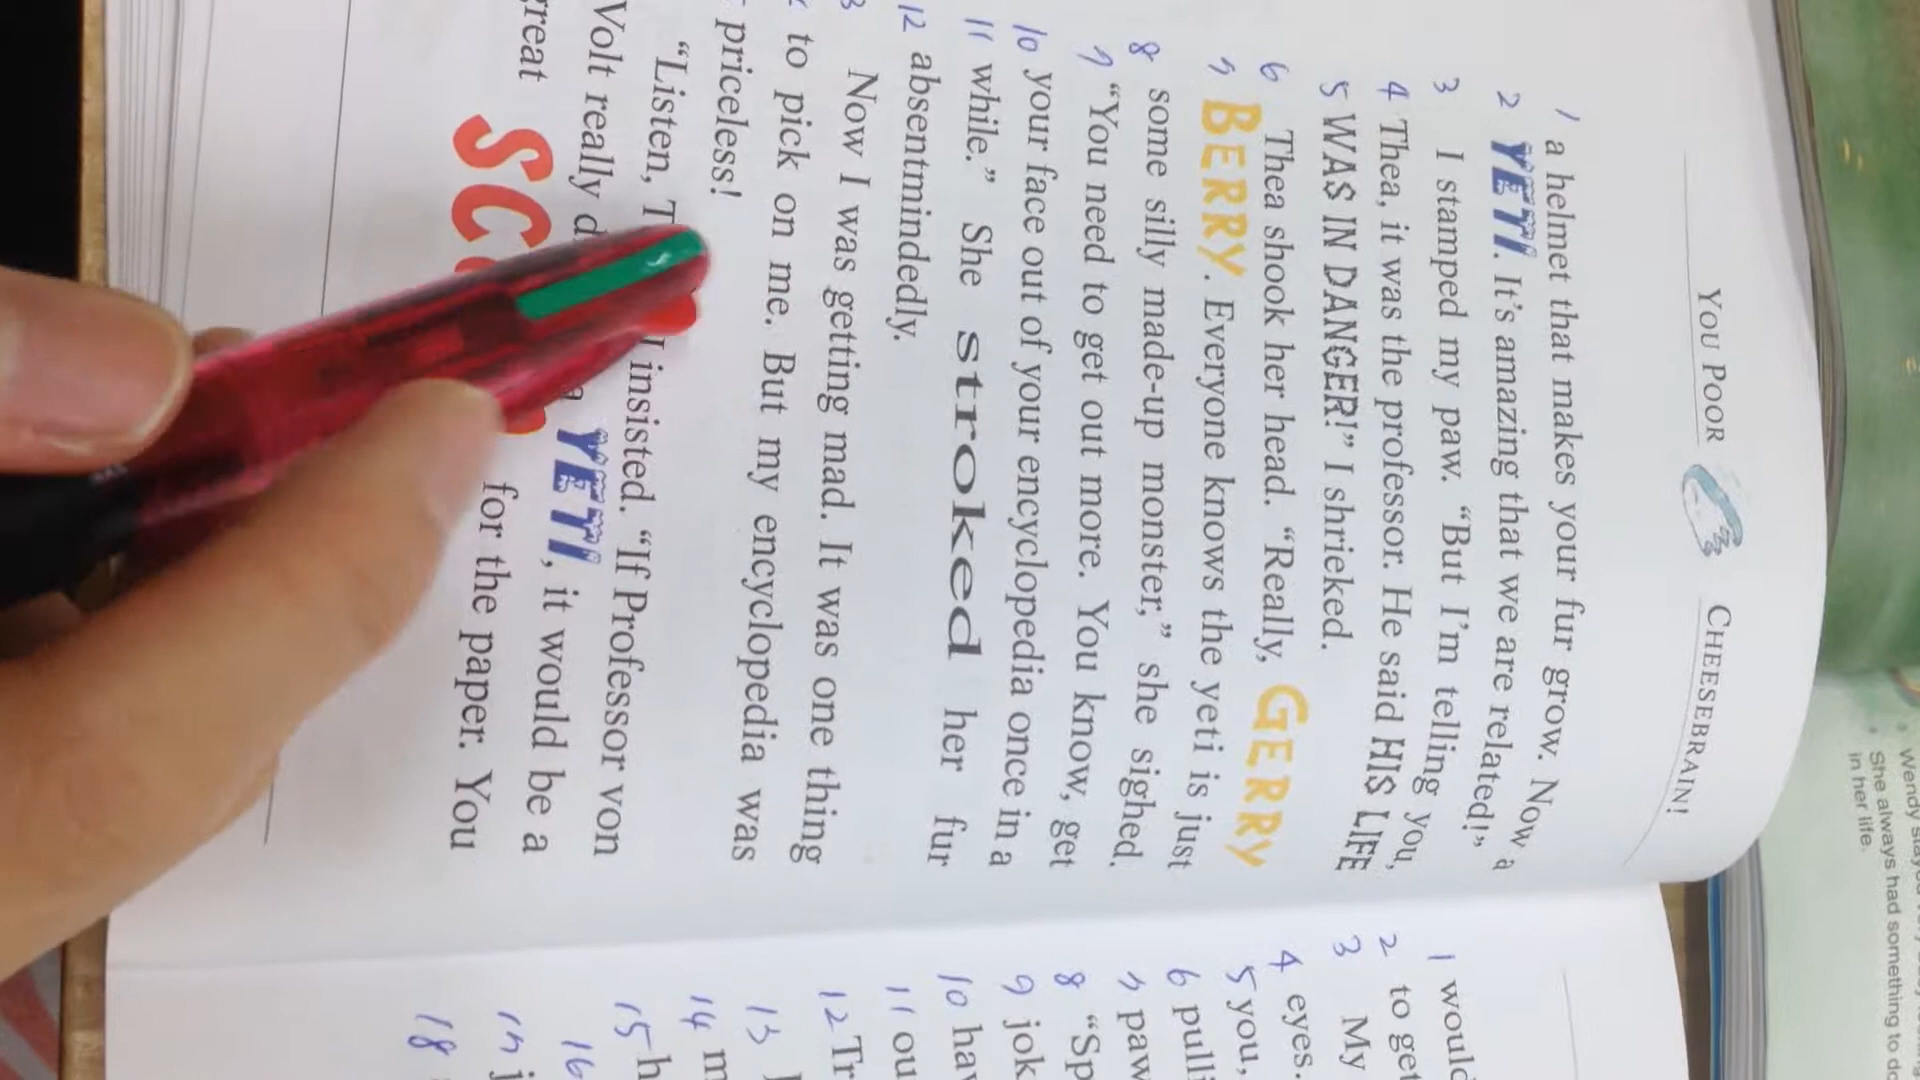 YOU POOR CHEESEBRAIN!
1 a helmet that makes your fur grow. Now a
2 YETI. It's amazing that we are related!"
3 I stamped my paw. "But I'm telling you,
4 Thea, it was the professor. He said HIS LIFE
5 WAS IN DANGER!" I shrieked.
6 Thea shook her head. "Really, GERRY
7 BERRY. Everyone knows the yeti is just
8 some silly made-up monster," she sighed.
9 "You need to get out more. You know, get
10 your face out of your encyclopedia once in a
11 while." She stroked her fur
12 absentmindedly.
3 Now I was getting mad. It was one thing
to pick on me. But my encyclopedia was
priceless!
"Listen, T I insisted. "If Professor von
Volt really d a YETI, it would be a
reat SC for the paper. You
1 would
2 to get
3 My
4 eyes.
5 you,
6 pulli
7 paw
8 "Sp
9 jok
10 hav
11 ou
12 Tr
13
14 m
15 h
16
17 j
18
She always had something to do
in her life.